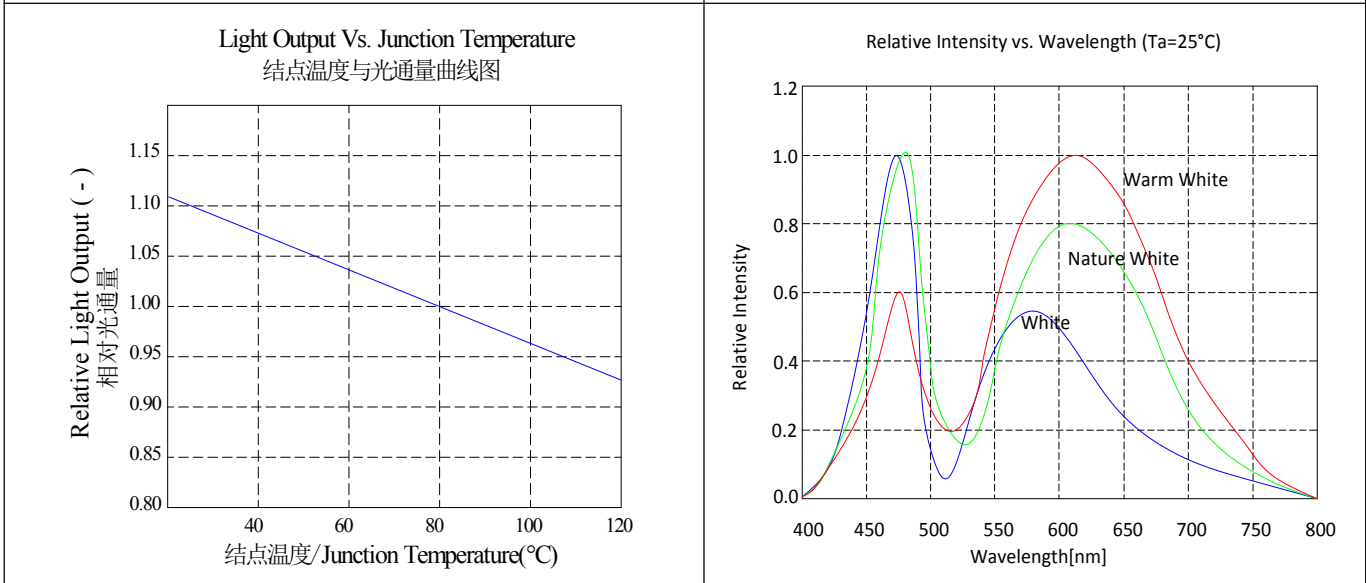 Light Output Vs. Junction Temperature
结点温度与光通量曲线图
Relative Light Output ( - )
相对光通量
1.15
1.10
1.05
1.00
0.95
0.90
0.85
0.80
40 60 80 100 120
结点温度/Junction Temperature(°C)
Relative Intensity vs. Wavelength (Ta=25°C)
Relative Intensity
1.2
1.0
0.8
0.6
0.4
0.2
0.0
Warm White
Nature White
White
400 450 500 550 600 650 700 750 800
Wavelength[nm]